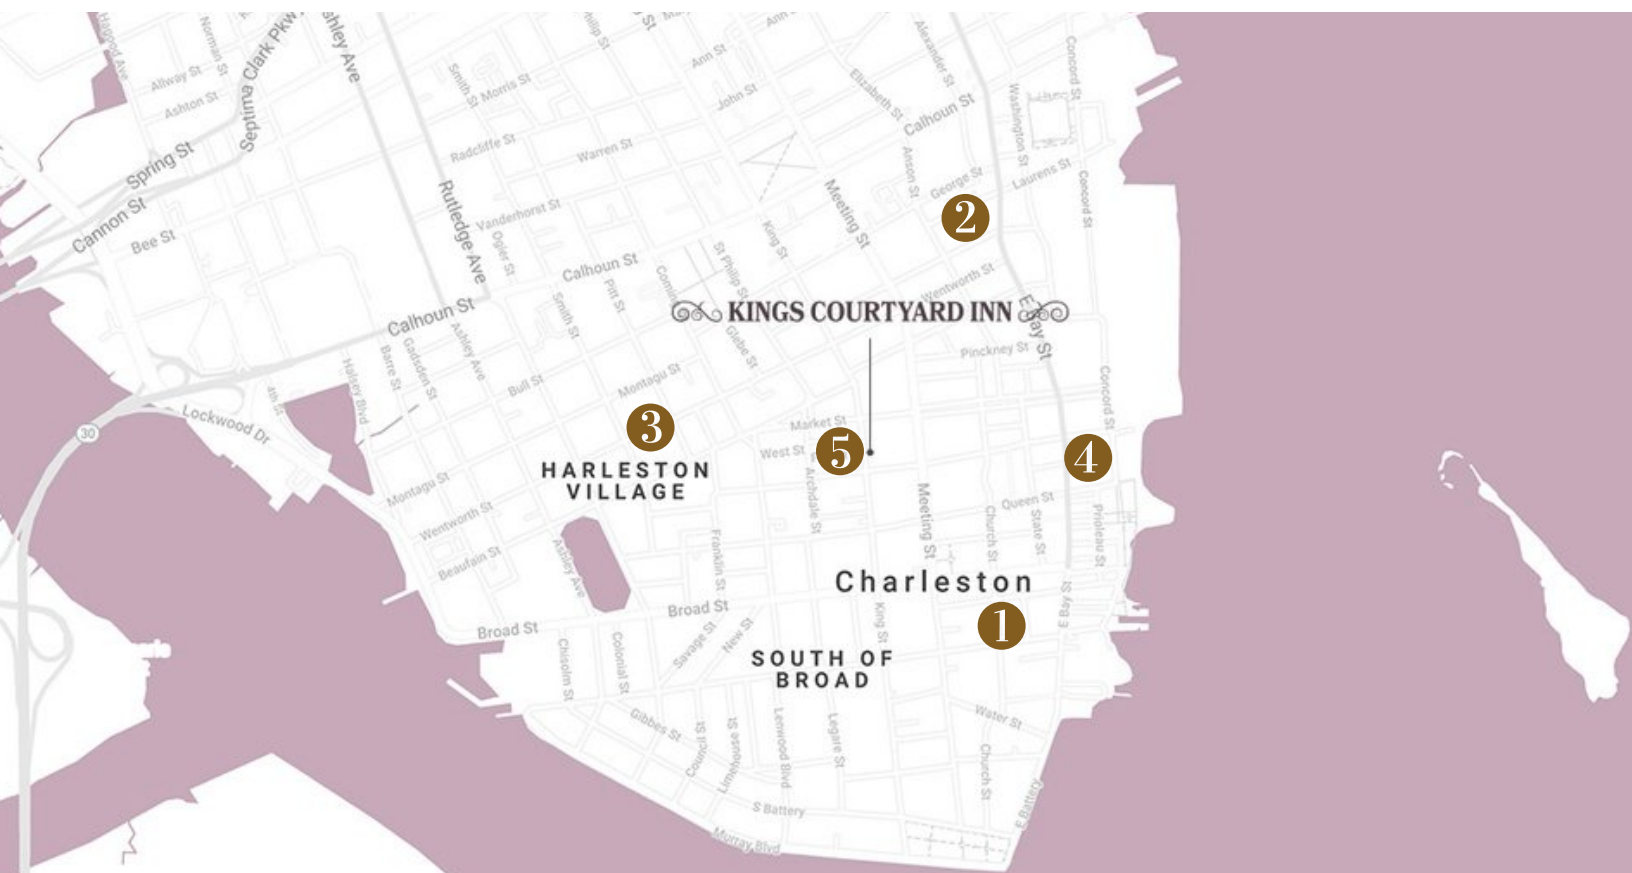 Hagood Ave
Norman St
Allway St
Ashton St
Septima Clark Pkwy
Ashley Ave
Smith St
Morris St
Philip St
Ann St
John St
Alexander St
Elizabeth St
Calhoun St
Concord St
Washington St
Spring St
Cannon St
Bee St
Radcliffe St
Warren St
Rutledge Ave
Vanderhorst St
Ogier St
Meeting St
Anson St
George St
Laurens St
Concord St
2
Calhoun St
Pitt St
St Philip St
King St
Wentworth St
KINGS COURTYARD INN
E Bay St
Calhoun St
Smith St
Glebe St
Pinckney St
Halsey Blvd
Barre St
Gadsden St
Ashley Ave
Bull St
Montagu St
Concord St
4th St
Lockwood Dr
30
3
Market St
West St
5
4
HARLESTON
VILLAGE
Montagu St
Wentworth St
Beaufain St
Archdale St
Meeting St
Queen St
Church St
State St
Prioleau St
Ashley Ave
Franklin St
Charleston
Broad St
Broad St
King St
1
E Bay St
Chisolm St
Colonial St
Savage St
New St
SOUTH OF
BROAD
Gibbes St
Council St
Limehouse St
Lenwood Blvd
Legare St
Water St
Church St
S Battery
E Battery
Murray Blvd